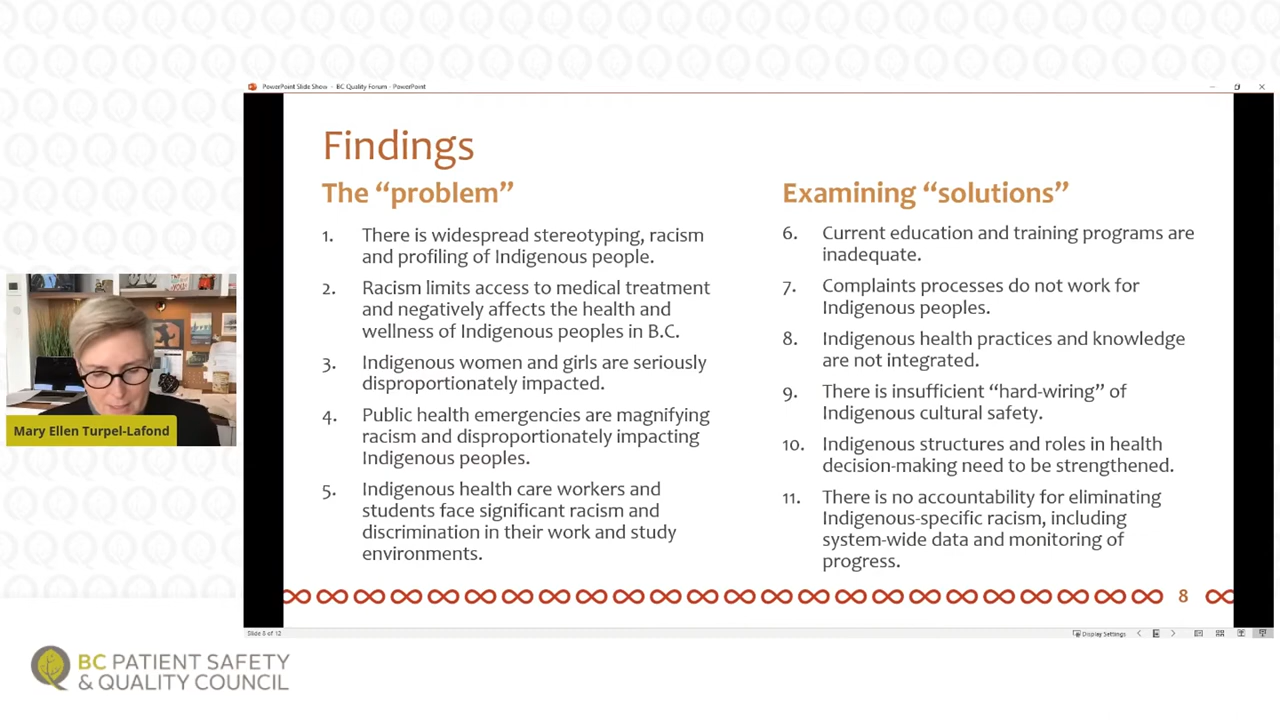 PowerPoint Slide Show - BC Quality Forum - PowerPoint
Findings
The “problem”
1. There is widespread stereotyping, racism
and profiling of Indigenous people.
2. Racism limits access to medical treatment
and negatively affects the health and
wellness of Indigenous peoples in B.C.
3. Indigenous women and girls are seriously
disproportionately impacted.
4. Public health emergencies are magnifying
racism and disproportionately impacting
Indigenous peoples.
5. Indigenous health care workers and
students face significant racism and
discrimination in their work and study
environments.
Examining “solutions”
6. Current education and training programs are
inadequate.
7. Complaints processes do not work for
Indigenous peoples.
8. Indigenous health practices and knowledge
are not integrated.
9. There is insufficient “hard-wiring” of
Indigenous cultural safety.
10. Indigenous structures and roles in health
decision-making need to be strengthened.
11. There is no accountability for eliminating
Indigenous-specific racism, including
system-wide data and monitoring of
progress.
8
Mary Ellen Turpel-Lafond
Slide 8 of 12
Display Settings
BC PATIENT SAFETY
& QUALITY COUNCIL